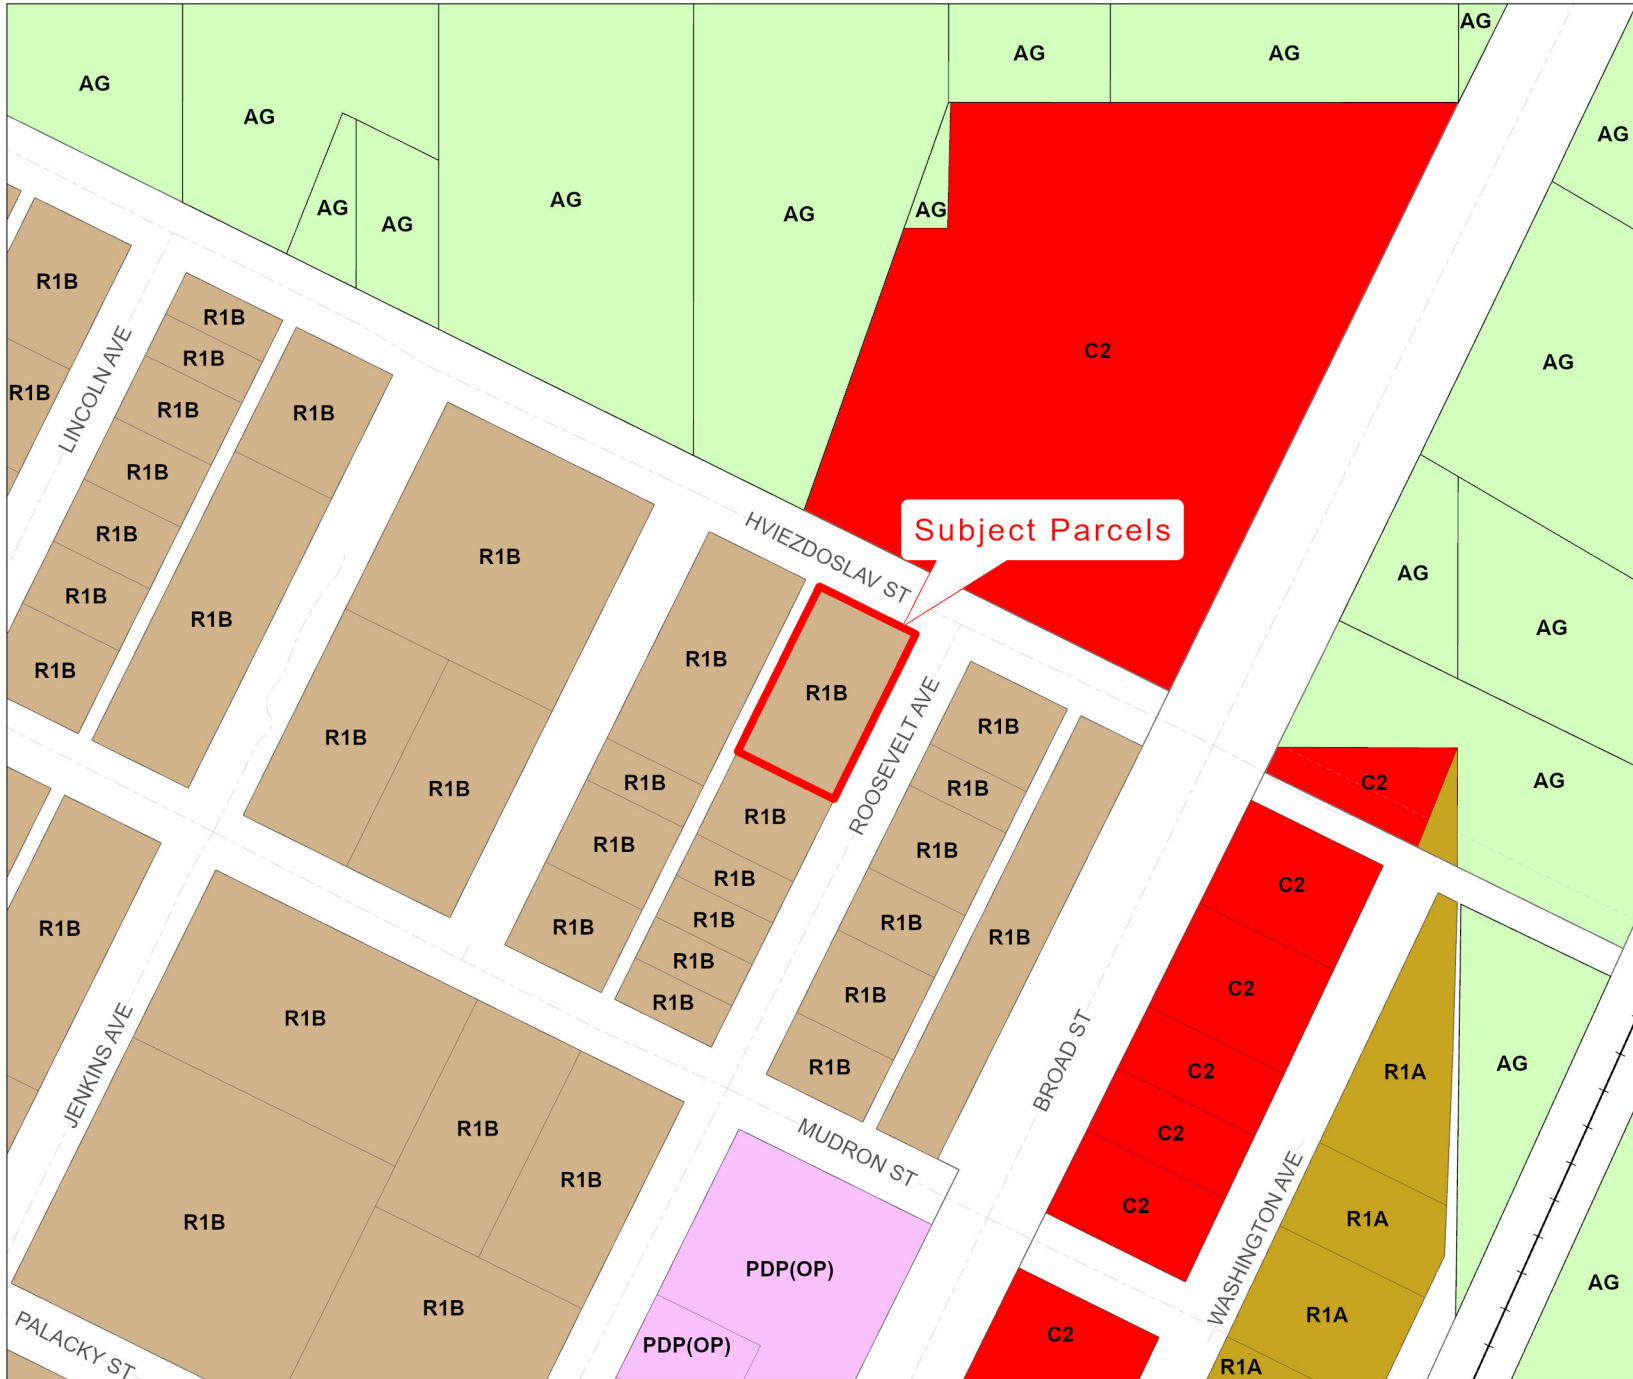 AG
AG
AG
AG
AG
AG
AG
AG
AG
AG
AG
AG
C2
AG
R1B
R1B
LINCOLN AVE
R1B
R1B
R1B
R1B
R1B
R1B
R1B
R1B
R1B
R1B
R1B
R1B
HVIEZDOSLAV ST
Subject Parcels
AG
AG
R1B
R1B
R1B
R1B
R1B
R1B
R1B
R1B
R1B
R1B
R1B
ROOSEVELT AVE
R1B
R1B
R1B
R1B
R1B
R1B
R1B
C2
AG
C2
C2
C2
C2
C2
BROAD ST
R1A
AG
R1B
JENKINS AVE
R1B
R1B
R1B
R1B
R1B
PALACKY ST
MUDRON ST
PDP(OP)
PDP(OP)
C2
WASHINGTON AVE
R1A
R1A
R1A
AG